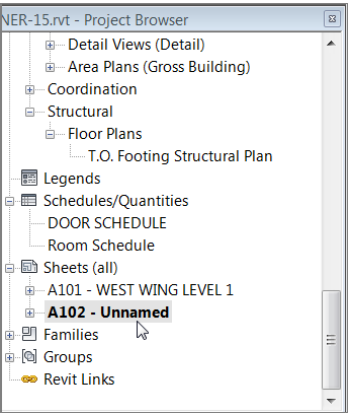 NER-15.rvt - Project Browser
Detail Views (Detail)
Area Plans (Gross Building)
Coordination
Structural
Floor Plans
T.O. Footing Structural Plan
Legends
Schedules/Quantities
DOOR SCHEDULE
Room Schedule
Sheets (all)
A101 - WEST WING LEVEL 1
A102 - Unnamed
Families
Groups
Revit Links